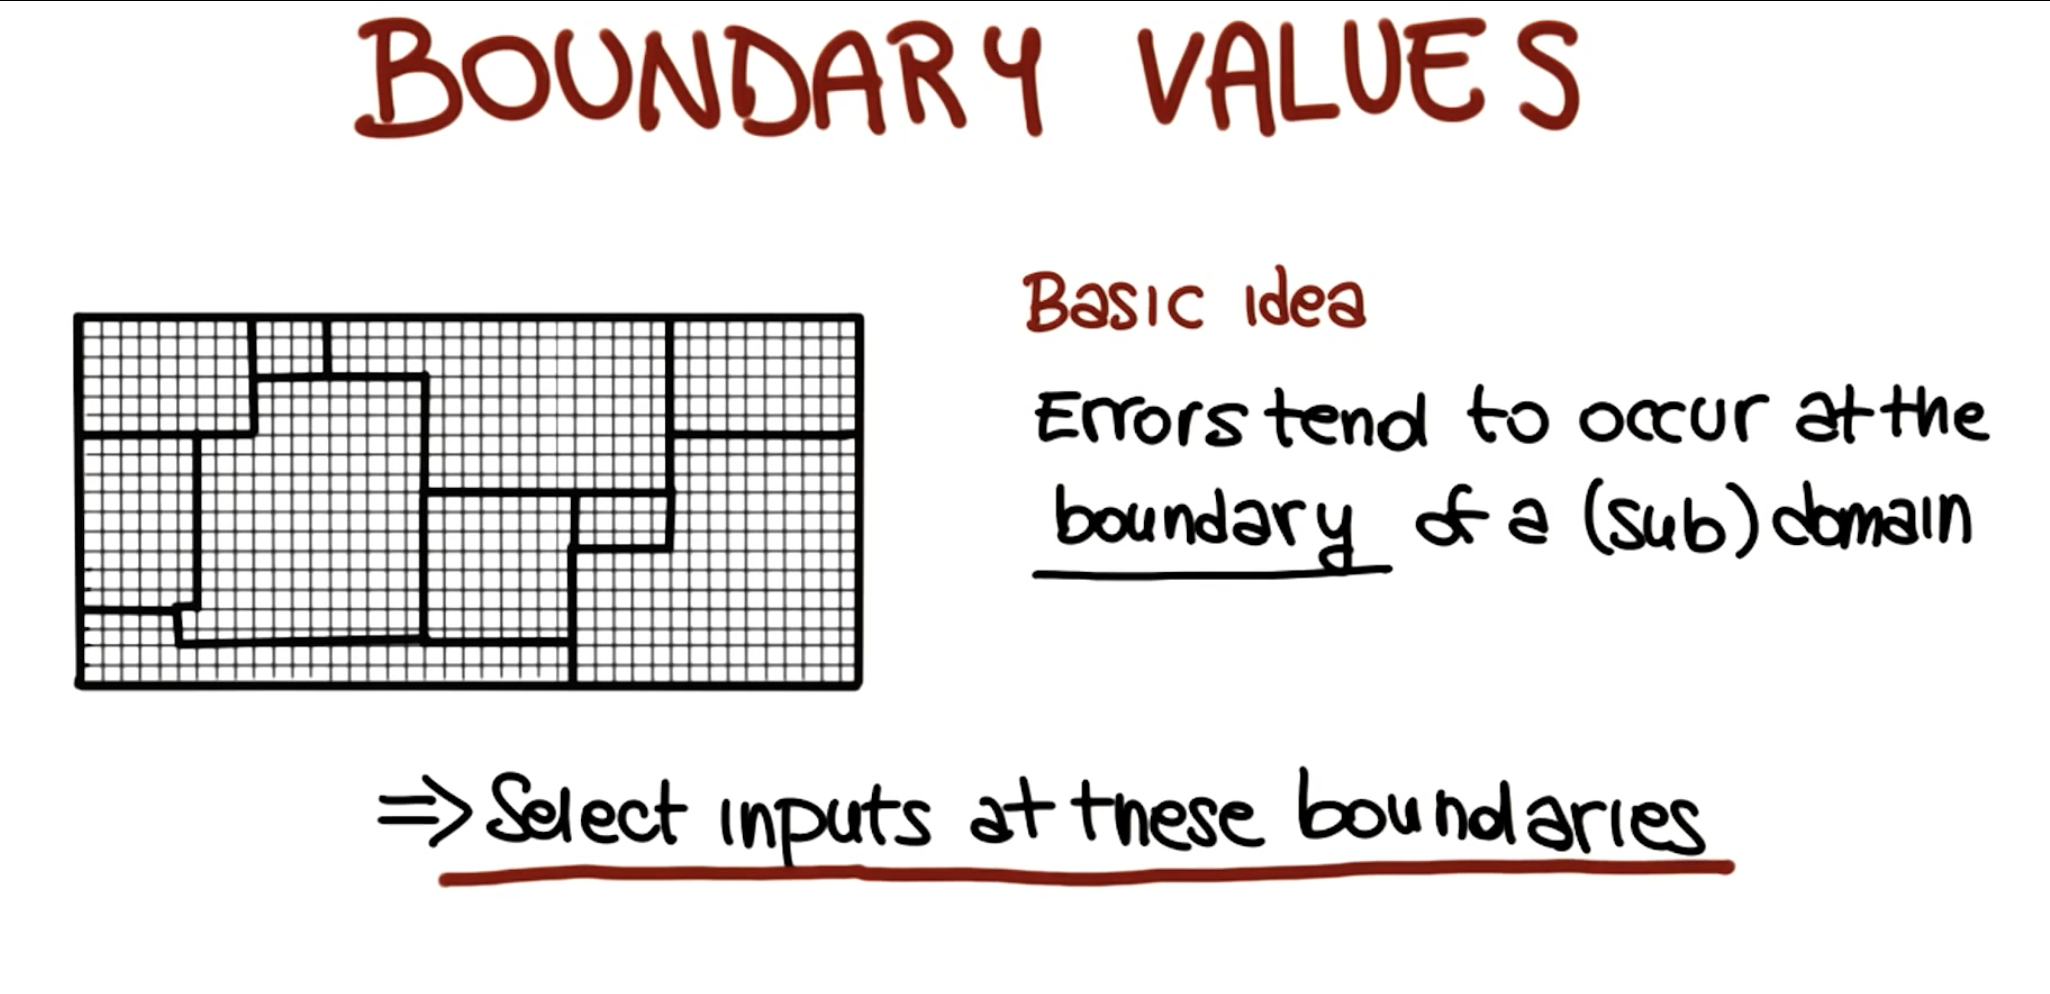 BOUNDARY VALUES
Basic idea
Errors tend to occur at the
boundary of a (sub)domain
⇒ Select inputs at these boundaries